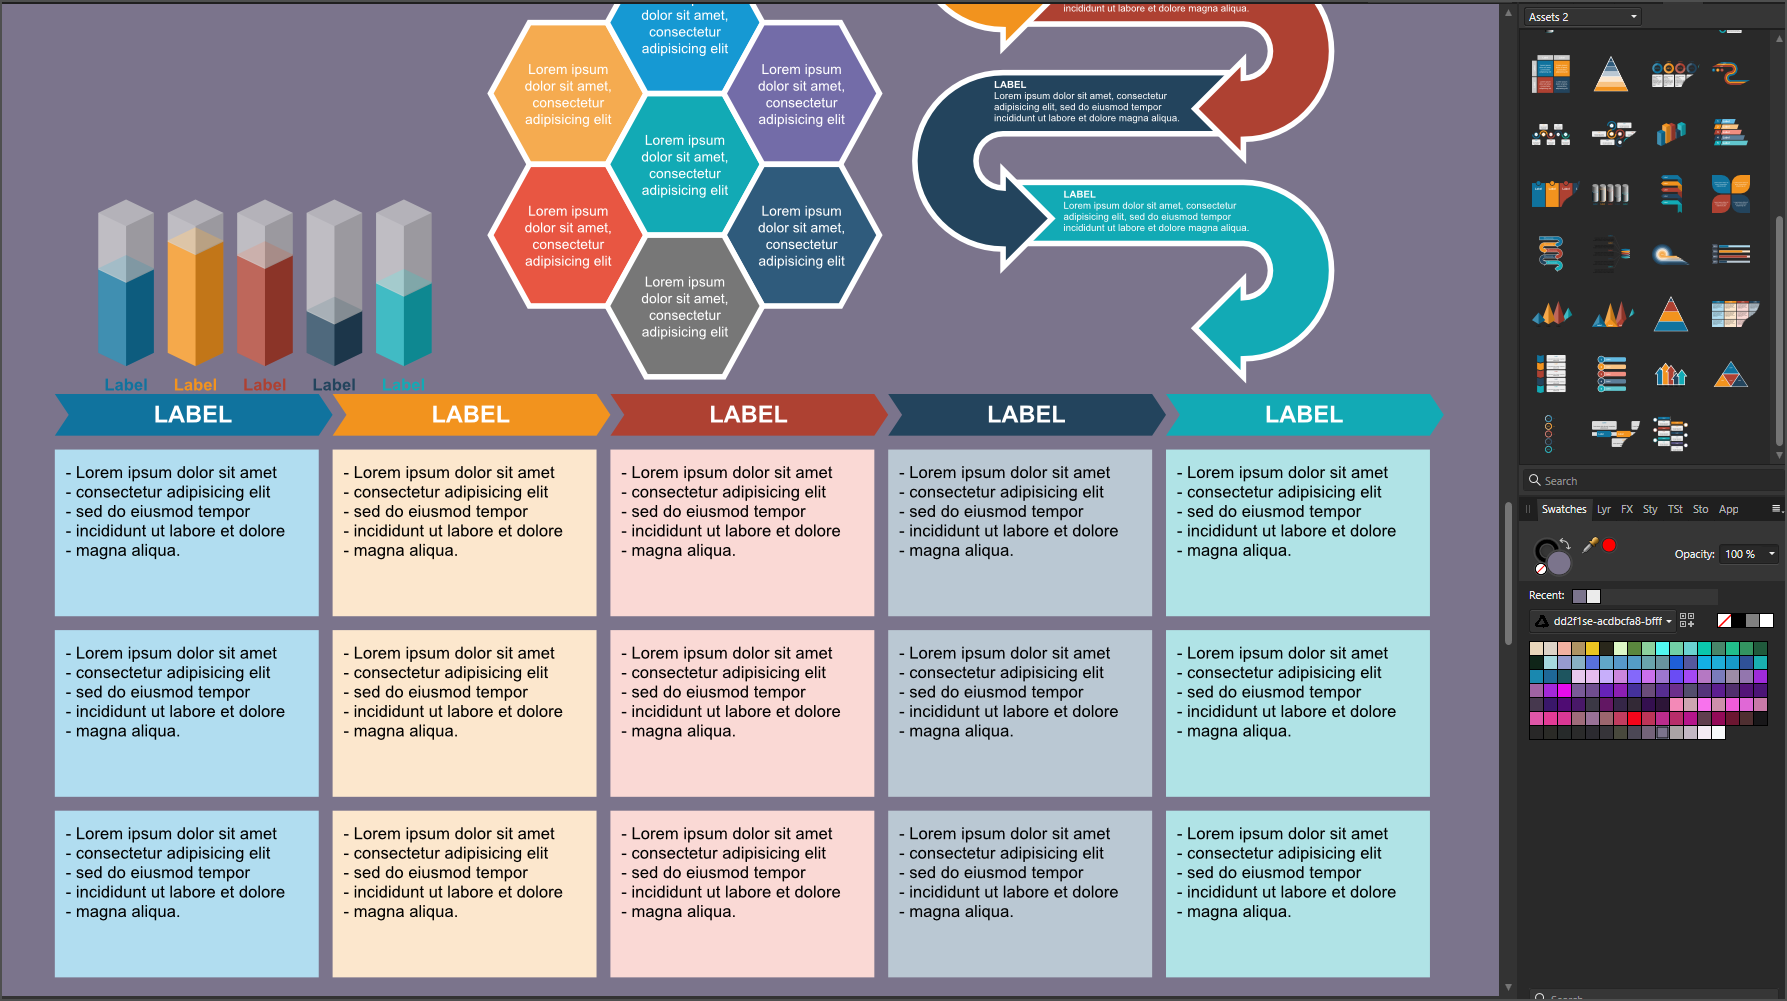 dolor sit amet,
consectetur
adipisicing elit
Lorem ipsum
dolor sit amet,
consectetur
adipisicing elit
Lorem ipsum
dolor sit amet,
consectetur
adipisicing elit
Lorem ipsum
dolor sit amet,
consectetur
adipisicing elit
Lorem ipsum
dolor sit amet,
consectetur
adipisicing elit
Lorem ipsum
dolor sit amet,
consectetur
adipisicing elit
Lorem ipsum
dolor sit amet,
consectetur
adipisicing elit
incididunt ut labore et dolore magna aliqua.
LABEL
Lorem ipsum dolor sit amet, consectetur
adipisicing elit, sed do eiusmod tempor
incididunt ut labore et dolore magna aliqua.
LABEL
Lorem ipsum dolor sit amet, consectetur
adipisicing elit, sed do eiusmod tempor
incididunt ut labore et dolore magna aliqua.
Label Label Label Label Label
LABEL LABEL LABEL LABEL LABEL
- Lorem ipsum dolor sit amet
- consectetur adipisicing elit
- sed do eiusmod tempor
- incididunt ut labore et dolore
- magna aliqua.
- Lorem ipsum dolor sit amet
- consectetur adipisicing elit
- sed do eiusmod tempor
- incididunt ut labore et dolore
- magna aliqua.
- Lorem ipsum dolor sit amet
- consectetur adipisicing elit
- sed do eiusmod tempor
- incididunt ut labore et dolore
- magna aliqua.
- Lorem ipsum dolor sit amet
- consectetur adipisicing elit
- sed do eiusmod tempor
- incididunt ut labore et dolore
- magna aliqua.
- Lorem ipsum dolor sit amet
- consectetur adipisicing elit
- sed do eiusmod tempor
- incididunt ut labore et dolore
- magna aliqua.
- Lorem ipsum dolor sit amet
- consectetur adipisicing elit
- sed do eiusmod tempor
- incididunt ut labore et dolore
- magna aliqua.
- Lorem ipsum dolor sit amet
- consectetur adipisicing elit
- sed do eiusmod tempor
- incididunt ut labore et dolore
- magna aliqua.
- Lorem ipsum dolor sit amet
- consectetur adipisicing elit
- sed do eiusmod tempor
- incididunt ut labore et dolore
- magna aliqua.
- Lorem ipsum dolor sit amet
- consectetur adipisicing elit
- sed do eiusmod tempor
- incididunt ut labore et dolore
- magna aliqua.
- Lorem ipsum dolor sit amet
- consectetur adipisicing elit
- sed do eiusmod tempor
- incididunt ut labore et dolore
- magna aliqua.
- Lorem ipsum dolor sit amet
- consectetur adipisicing elit
- sed do eiusmod tempor
- incididunt ut labore et dolore
- magna aliqua.
- Lorem ipsum dolor sit amet
- consectetur adipisicing elit
- sed do eiusmod tempor
- incididunt ut labore et dolore
- magna aliqua.
- Lorem ipsum dolor sit amet
- consectetur adipisicing elit
- sed do eiusmod tempor
- incididunt ut labore et dolore
- magna aliqua.
- Lorem ipsum dolor sit amet
- consectetur adipisicing elit
- sed do eiusmod tempor
- incididunt ut labore et dolore
- magna aliqua.
- Lorem ipsum dolor sit amet
- consectetur adipisicing elit
- sed do eiusmod tempor
- incididunt ut labore et dolore
- magna aliqua.
Assets 2
Search
Swatches Lyr FX Sty TSt Sto App
Opacity: 100 %
Recent:
dd2f1se-acdbcfa8-bfff